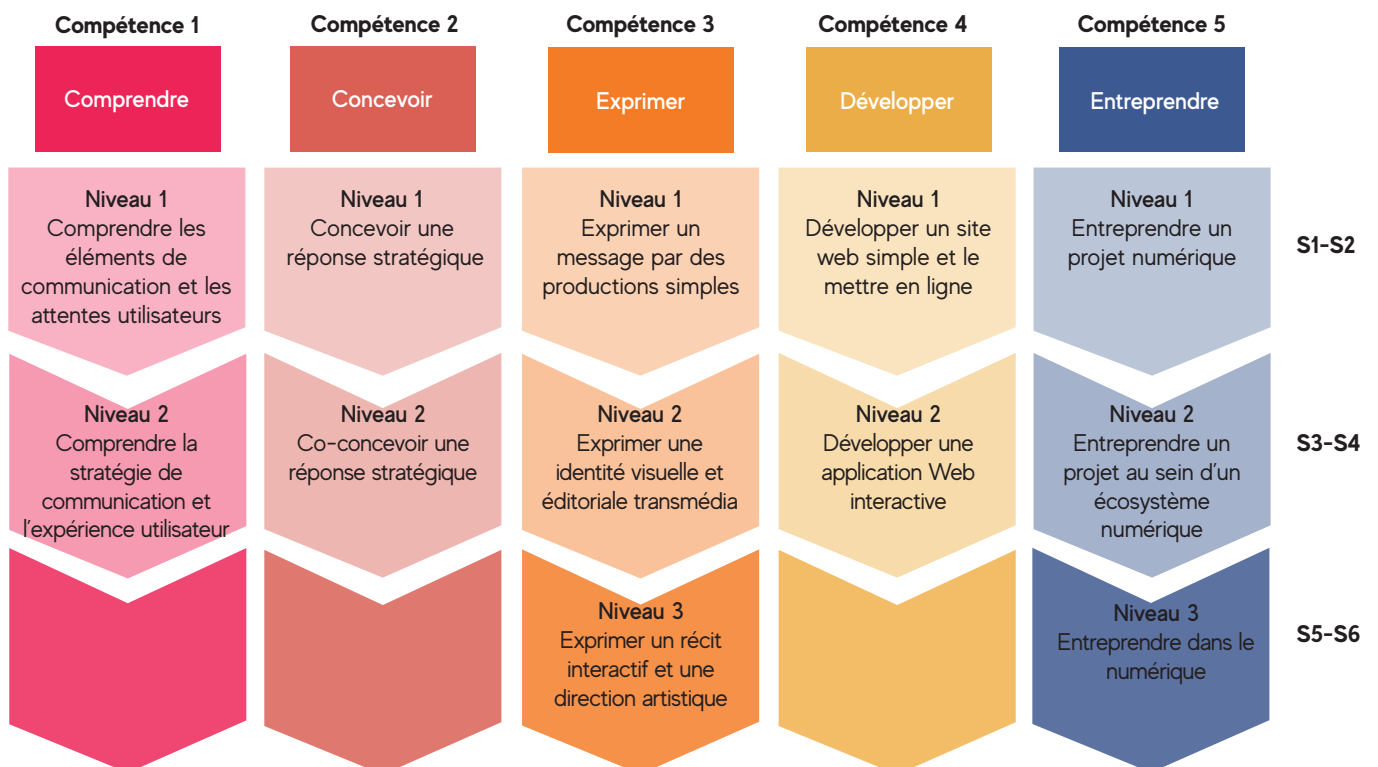 Compétence 1
Compétence 2
Compétence 3
Compétence 4
Compétence 5
Comprendre
Concevoir
Exprimer
Développer
Entreprendre
Niveau 1
Comprendre les
éléments de
communication et les
attentes utilisateurs
Niveau 1
Concevoir une
réponse stratégique
Niveau 1
Exprimer un
message par des
productions simples
Niveau 1
Développer un site
web simple et le
mettre en ligne
Niveau 1
Entreprendre un
projet numérique
S1-S2
Niveau 2
Comprendre la
stratégie de
communication et
l'expérience utilisateur
Niveau 2
Co-concevoir une
réponse stratégique
Niveau 2
Exprimer une
identité visuelle et
éditoriale transmédia
Niveau 2
Développer une
application Web
interactive
Niveau 2
Entreprendre un
projet au sein d'un
écosystème
numérique
S3-S4
Niveau 3
Exprimer un récit
interactif et une
direction artistique
Niveau 3
Entreprendre dans le
numérique
S5-S6